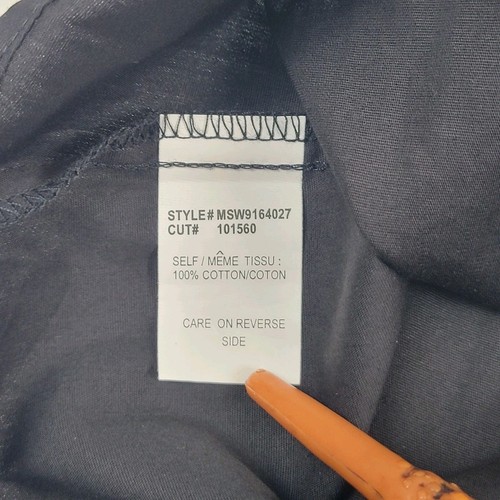 STYLE# MSW9164027
CUT# 101560
SELF / MÊME TISSU :
100% COTTON/COTON
CARE ON REVERSE
SIDE